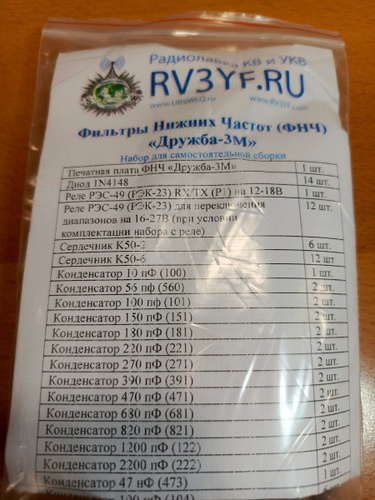 Радиолавка КВ и УКВ
RV3YF.RU
www.UB5WLQ.ru www.RV3YF.ru
Фильтры Нижних Частот (ФНЧ)
«Дружба-3М»
Набор для самостоятельной сборки
Печатная плата ФНЧ «Дружба-3М» 1 шт.
Диод 1N4148 14 шт.
Реле РЭС-49 (РЭК-23) RX/TX (Р1) на 12-18В 1 шт.
Реле РЭС-49 (РЭК-23) для переключения 12 шт.
диапазонов на 16-27В (при условии
комплектации набора с реле)
Сердечник К50-2 6 шт.
Сердечник К50-6 12 шт
Конденсатор 10 пФ (100) 1 шт.
Конденсатор 56 пф (560) 2 шт.
Конденсатор 100 пф (101) 2 шт.
Конденсатор 150 пФ (151) 2 шт.
Конденсатор 180 пФ (181) 2 шт.
Конденсатор 220 пФ (221) 2 шт.
Конденсатор 270 пФ (271) 2 шт.
Конденсатор 390 пФ (391) 2 шт.
Конденсатор 470 пФ (471) 2 шт.
Конденсатор 680 пФ (681) 2 шт.
Конденсатор 820 пФ (821) 2 шт.
Конденсатор 1200 пФ (122) 2 шт.
Конденсатор 2200 пФ (222) 1 шт.
Конденсатор 47 нФ (473)